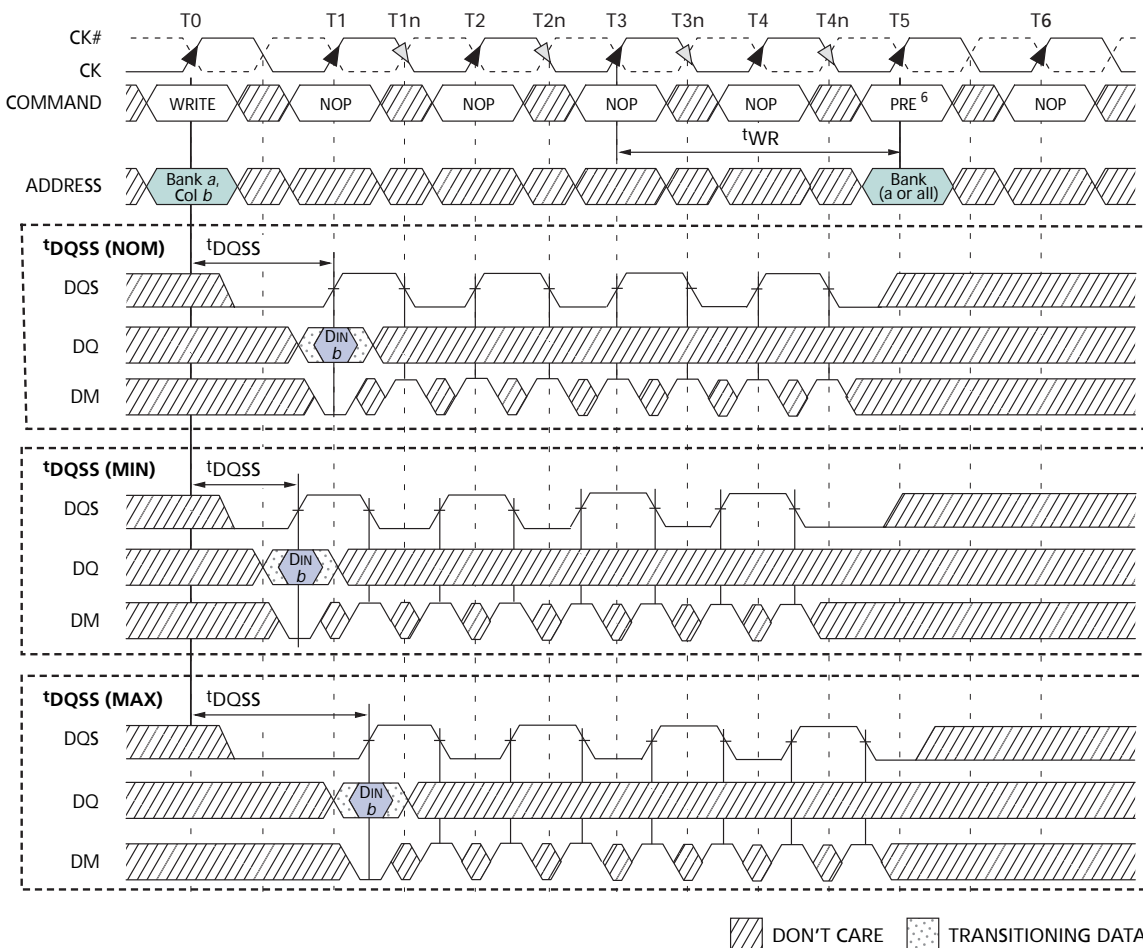 T0 T1 T1n T2 T2n T3 T3n T4 T4n T5 T6
CK#
CK
COMMAND WRITE NOP NOP NOP NOP PRE 6 NOP
tWR
ADDRESS Bank a, Col b Bank (a or all)
tDQSS (NOM) tDQSS
DQS
DQ DIN b
DM
tDQSS (MIN) tDQSS
DQS
DQ DIN b
DM
tDQSS (MAX) tDQSS
DQS
DQ DIN b
DM
DON'T CARE TRANSITIONING DATA